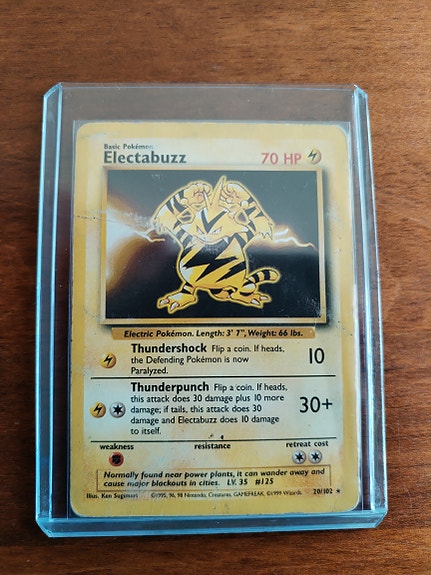 Basic Pokémon
Electabuzz 70 HP
Electric Pokémon. Length: 3' 7", Weight: 66 lbs.
Thundershock Flip a coin. If heads, 10
the Defending Pokémon is now
Paralyzed.
Thunderpunch Flip a coin. If heads,
this attack does 30 damage plus 10 more
damage; if tails, this attack does 30 30+
damage and Electabuzz does 10 damage
to itself.
weakness resistance retreat cost
Normally found near power plants, it can wander away and
cause major blackouts in cities. LV. 35 #125
Illus. Ken Sugimori ©1995, 96, 98 Nintendo, Creatures, GAMEFREAK. ©1999 Wizards. 20/102 ★